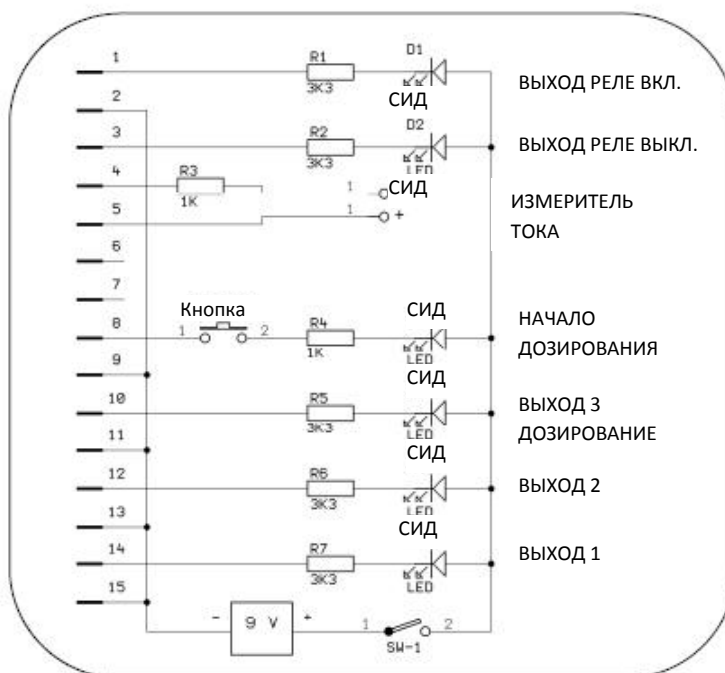 1
R1
D1
3K3
СИД
ВЫХОД РЕЛЕ ВКЛ.
2
3
R2
D2
3K3
LED
ВЫХОД РЕЛЕ ВЫКЛ.
4
R3
1K
1
СИД
ИЗМЕРИТЕЛЬ
ТОКА
5
1
+
6
7
8
Кнопка
1
2
R4
1K
СИД
LED
НАЧАЛО
ДОЗИРОВАНИЯ
9
СИД
10
R5
3K3
LED
ВЫХОД 3
ДОЗИРОВАНИЕ
11
СИД
12
R6
3K3
LED
ВЫХОД 2
13
СИД
14
R7
3K3
LED
ВЫХОД 1
15
- 9 V +
1
2
SW-1